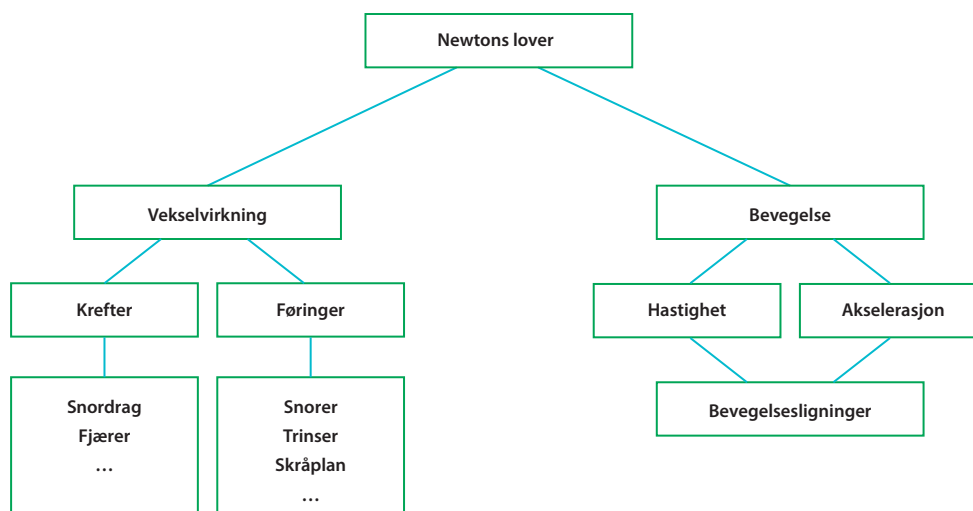 Newtons lover
Vekselvirkning
Bevegelse
Krefter
Føringer
Hastighet
Akselerasjon
Snordrag
Fjærer
…
Snorer
Trinser
Skråplan
…
Bevegelsesligninger